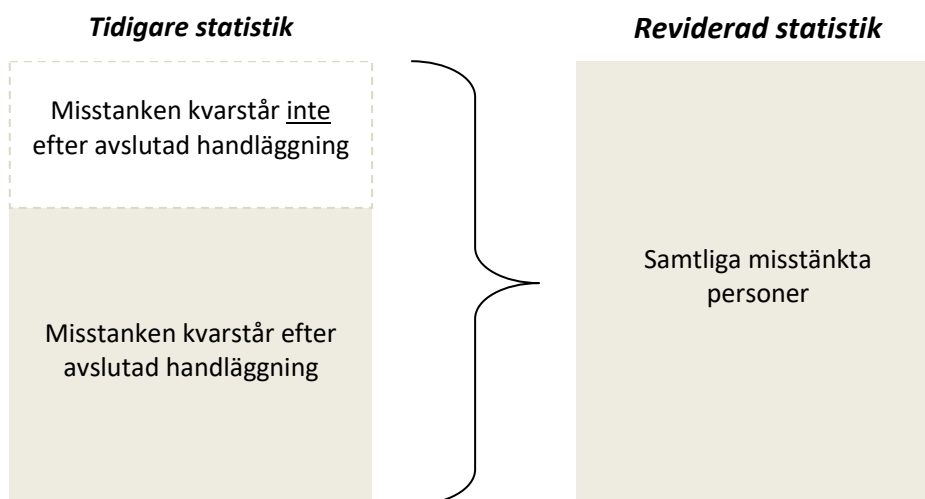 Tidigare statistik
Reviderad statistik
Misstanken kvarstår inte
efter avslutad handläggning
Misstanken kvarstår efter
avslutad handläggning
Samtliga misstänkta
personer